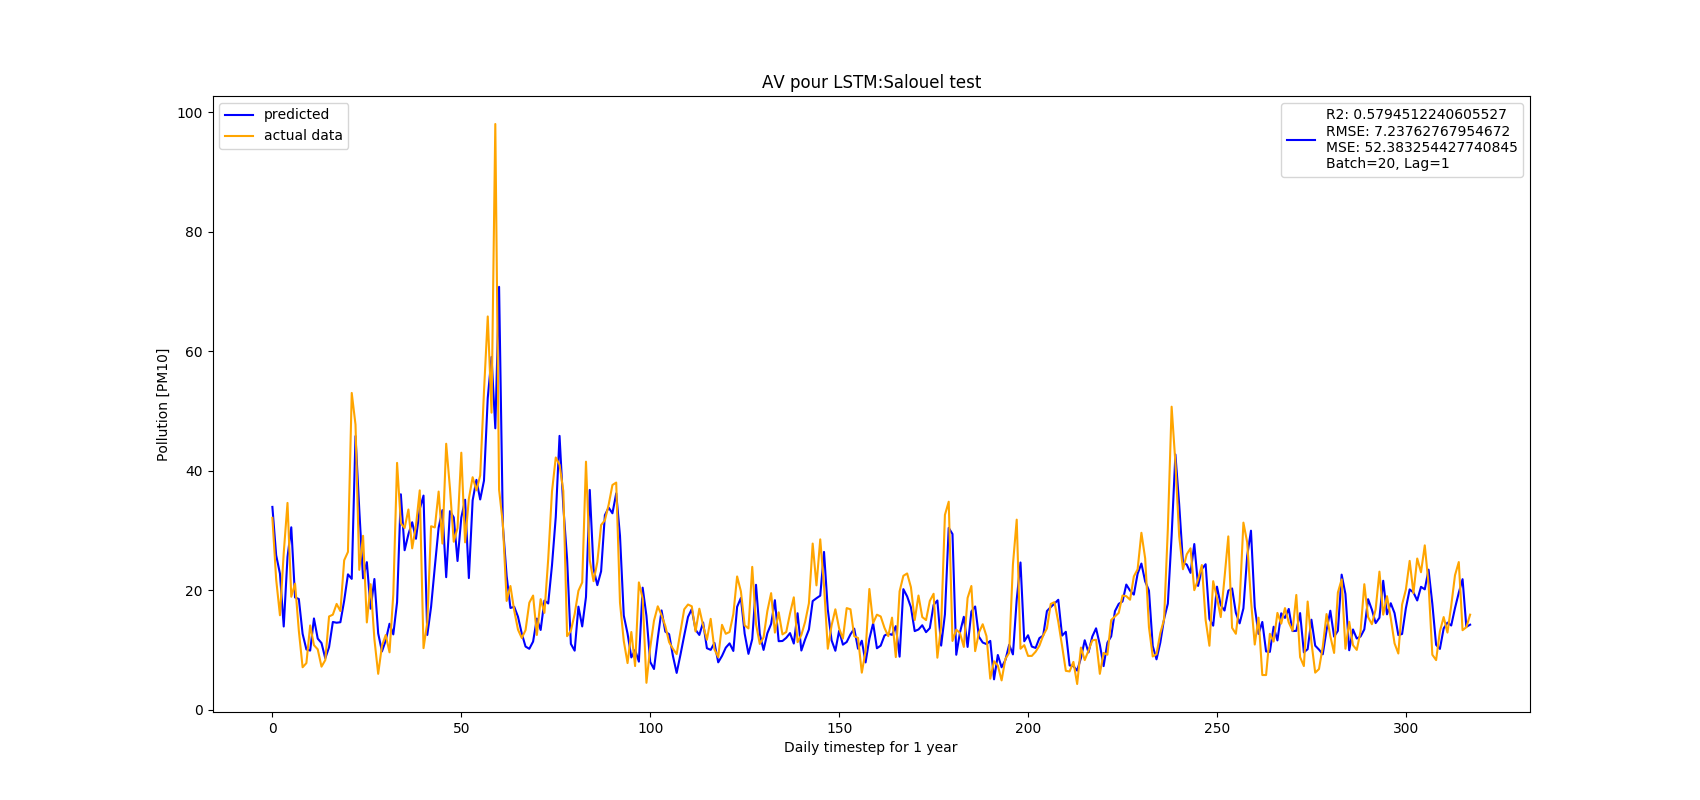 AV pour LSTM:Salouel test
predicted
actual data
R2: 0.5794512240605527
RMSE: 7.23762767954672
MSE: 52.383254427740845
Batch=20, Lag=1
Pollution [PM10]
100
80
60
40
20
0
0 50 100 150 200 250 300
Daily timestep for 1 year